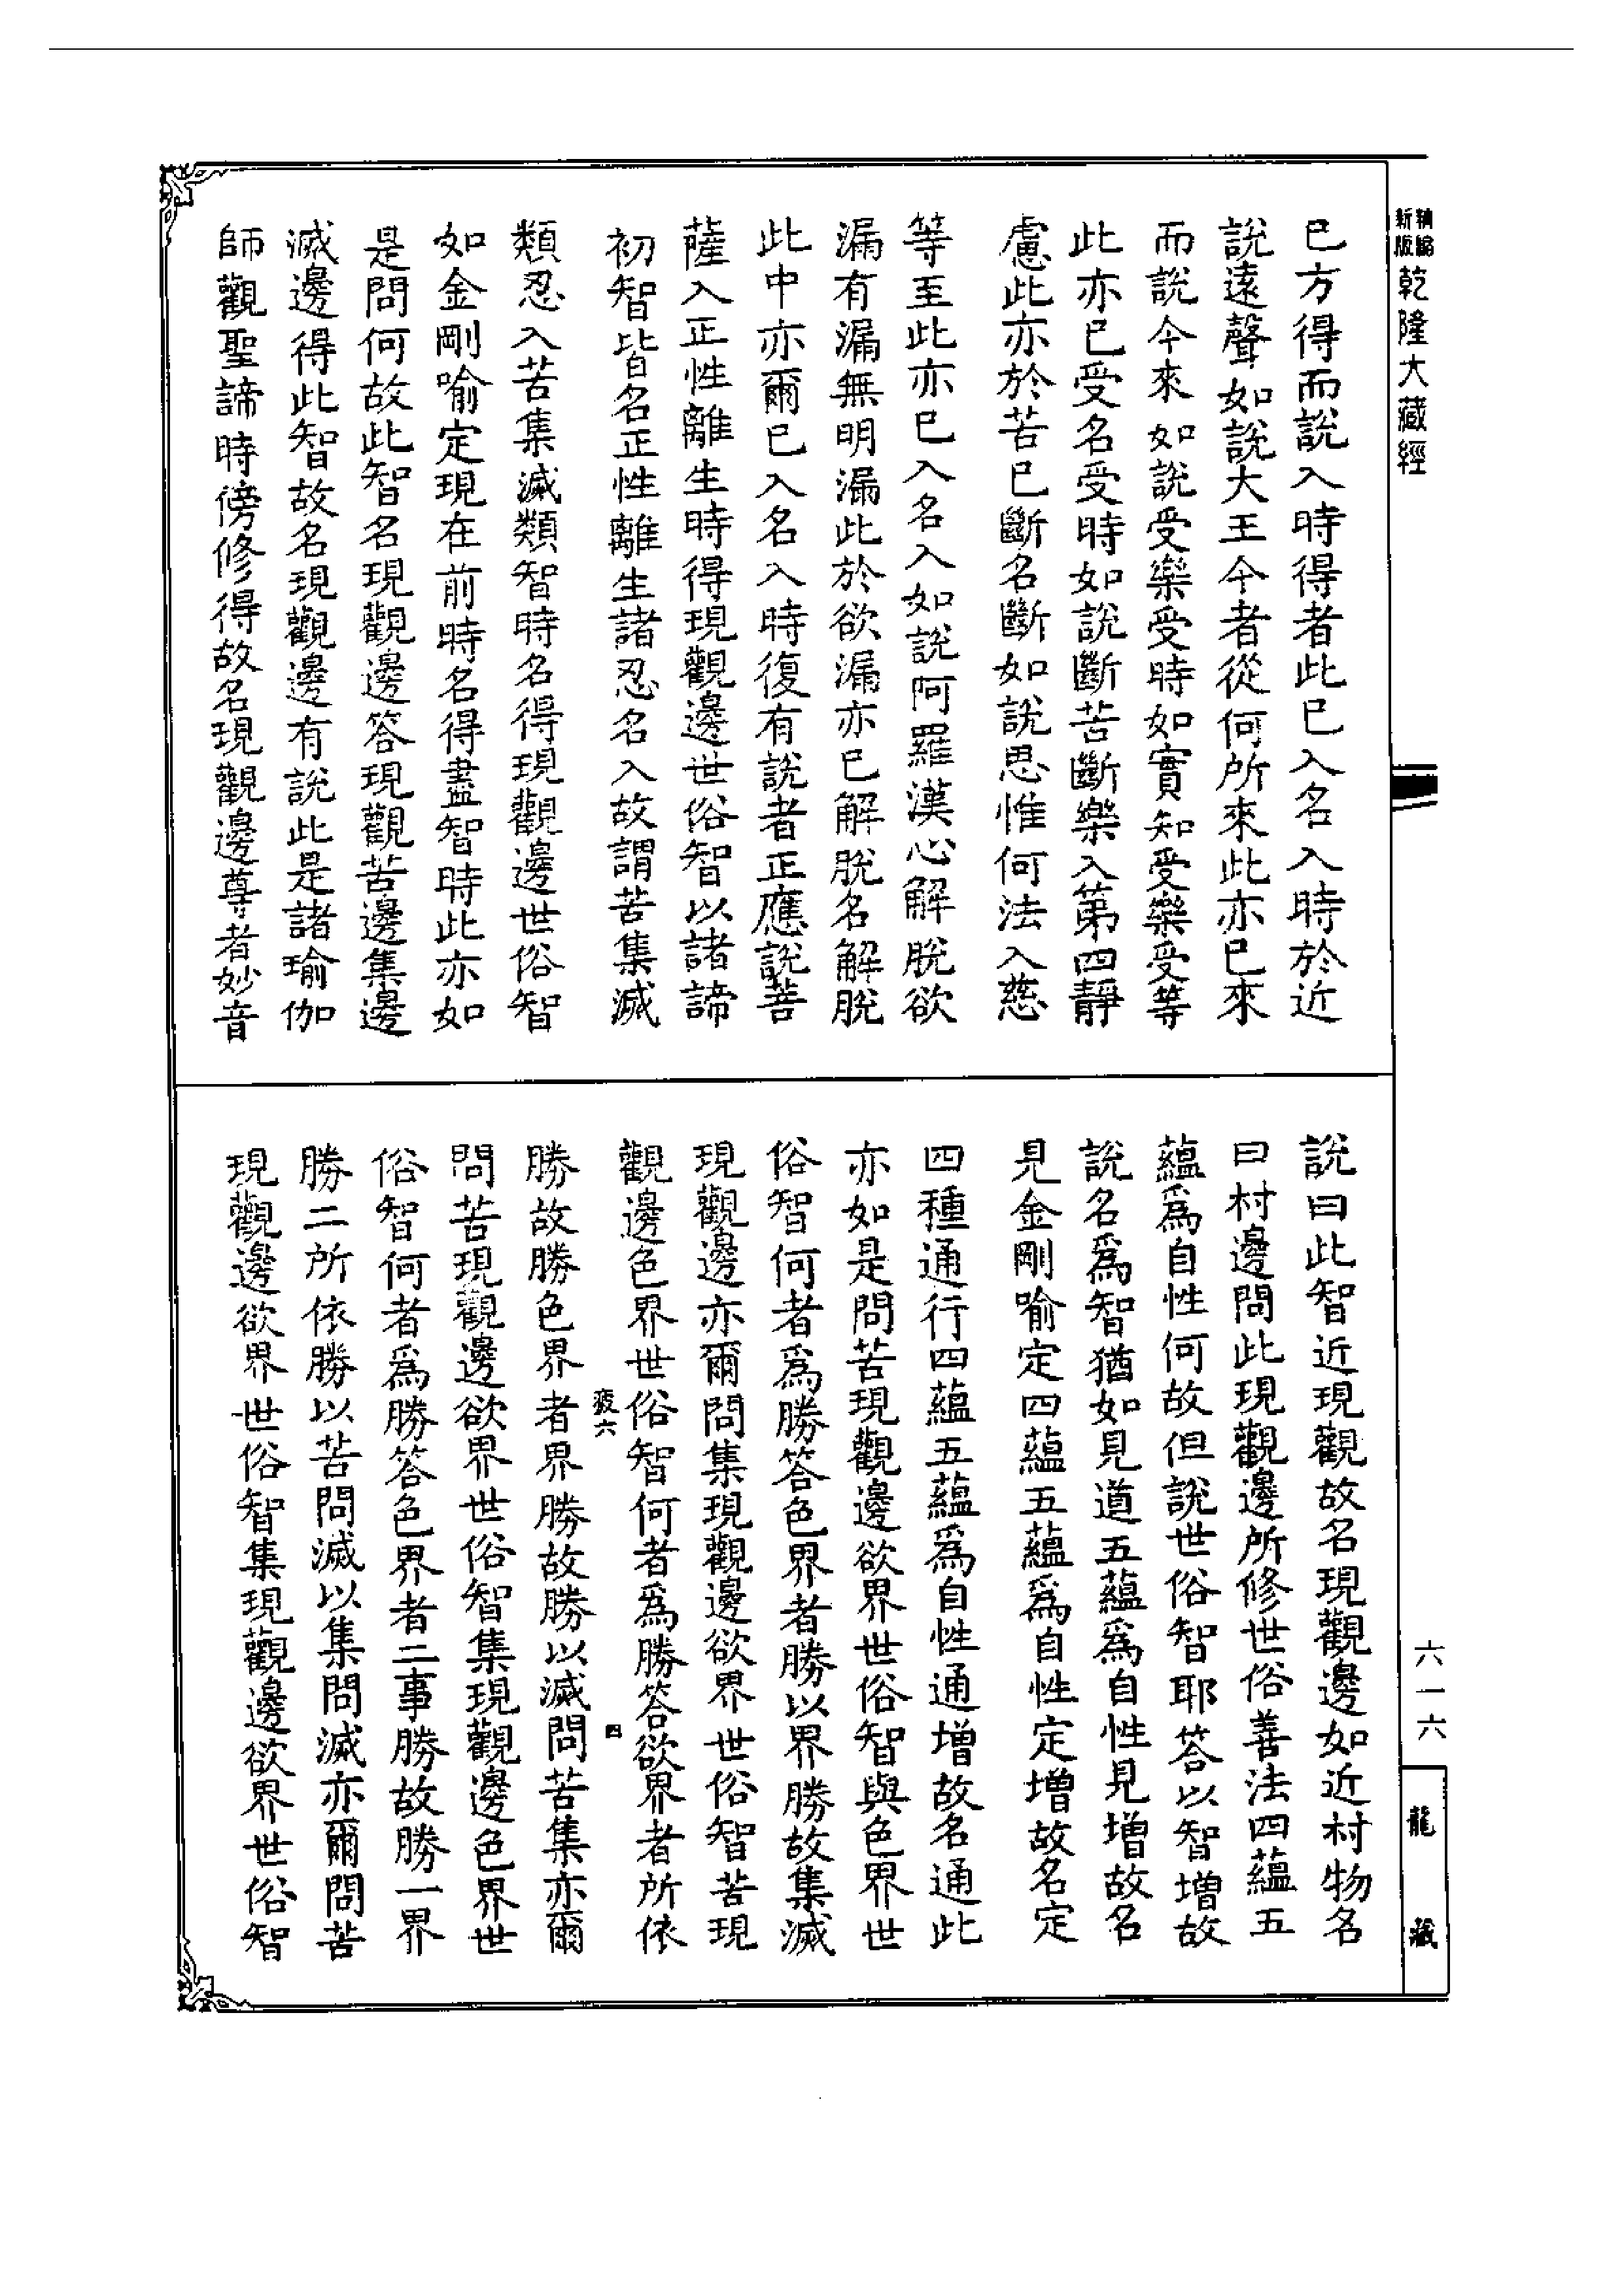 新版
精縮
乾隆大藏經
六一六
龍藏
巳方得而說入時得者此巳入名入時於近
說遠聲如說大王今者從何所來此亦巳來
而說今來如說受樂受時如實知受樂受等
此亦巳受名受時如說斷苦斷樂入第四靜
慮此亦於苦巳斷名斷如說思惟何法入慈
等至此亦巳入名入如說阿羅漢心解脫欲
漏有漏無明漏此於欲漏亦巳解脫名解脫
此中亦爾巳入名入時復有說者正應說菩
薩入正性離生時得現觀邊世俗智以諸諦
初智皆名正性離生諸忍名入故謂苦集滅
類忍入苦集滅類智時名得現觀邊世俗智
如金剛喻定現在前時名得盡智時此亦如
是問何故此智名現觀邊答現觀苦邊集邊
滅邊得此智故名現觀邊有說此是諸瑜伽
師觀聖諦時傍修得故名現觀邊尊者妙音
說曰此智近現觀故名現觀邊如近村物名
曰村邊問此現觀邊所修世俗善法四蘊五
蘊為自性何故但說世俗智耶答以智增故
說名為智猶如見道五蘊為自性見增故名
見金剛喻定四蘊五蘊為自性定增故名定
四種通行四蘊五蘊為自性通增故名通此
亦如是問苦現觀邊欲界世俗智與色界世
俗智何者為勝答色界者勝以界勝故集滅
現觀邊亦爾問集現觀邊欲界世俗智苦現
觀邊色界世俗智何者為勝答欲界者所依
疲六
四
勝故勝色界者界勝故勝以滅問苦集亦爾
問苦現觀邊欲界世俗智集現觀邊色界世
俗智何者為勝答色界者二事勝故勝一界
勝二所依勝以苦問滅以集問滅亦爾問苦
現觀邊欲界世俗智集現觀邊欲界世俗智